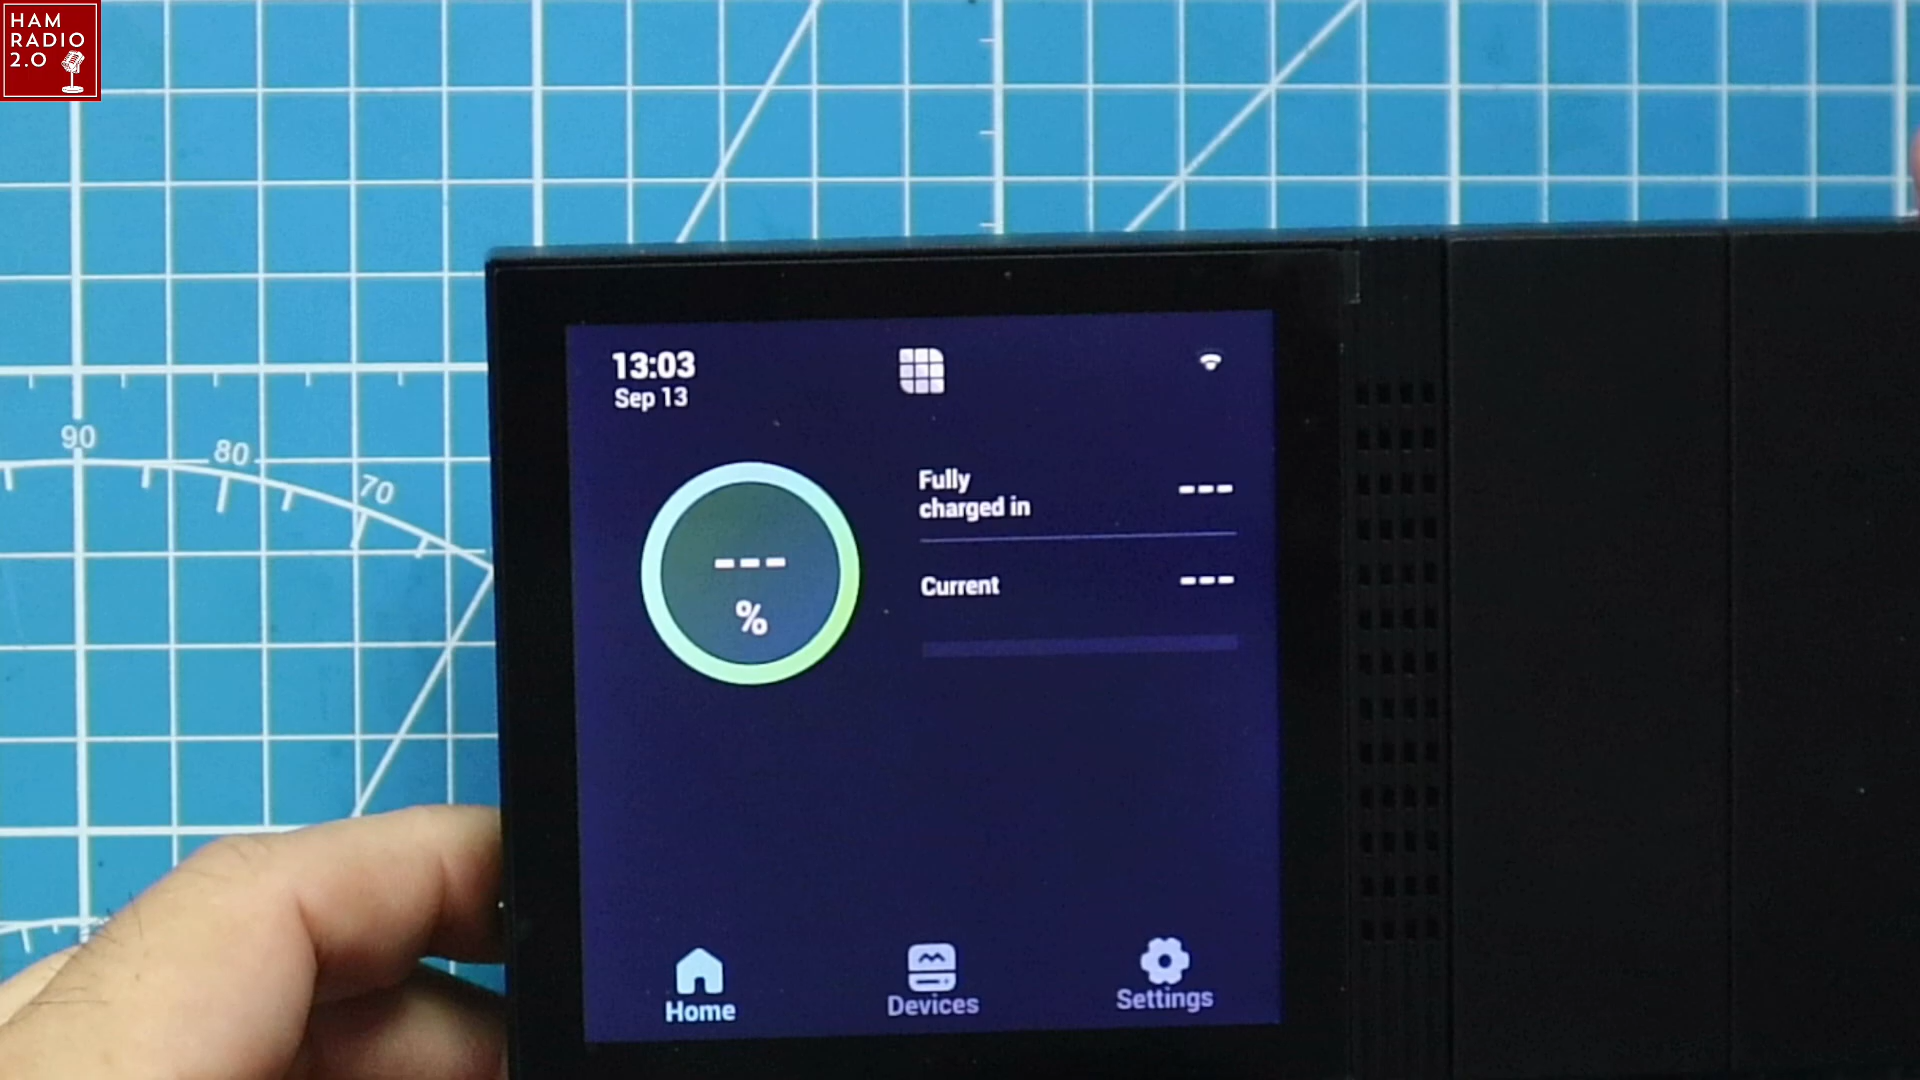 HAM
RADIO
2.0
90
80
70
13:03
Sep 13
Fully
charged in
---
Current
---
---
%
Home
Devices
Settings